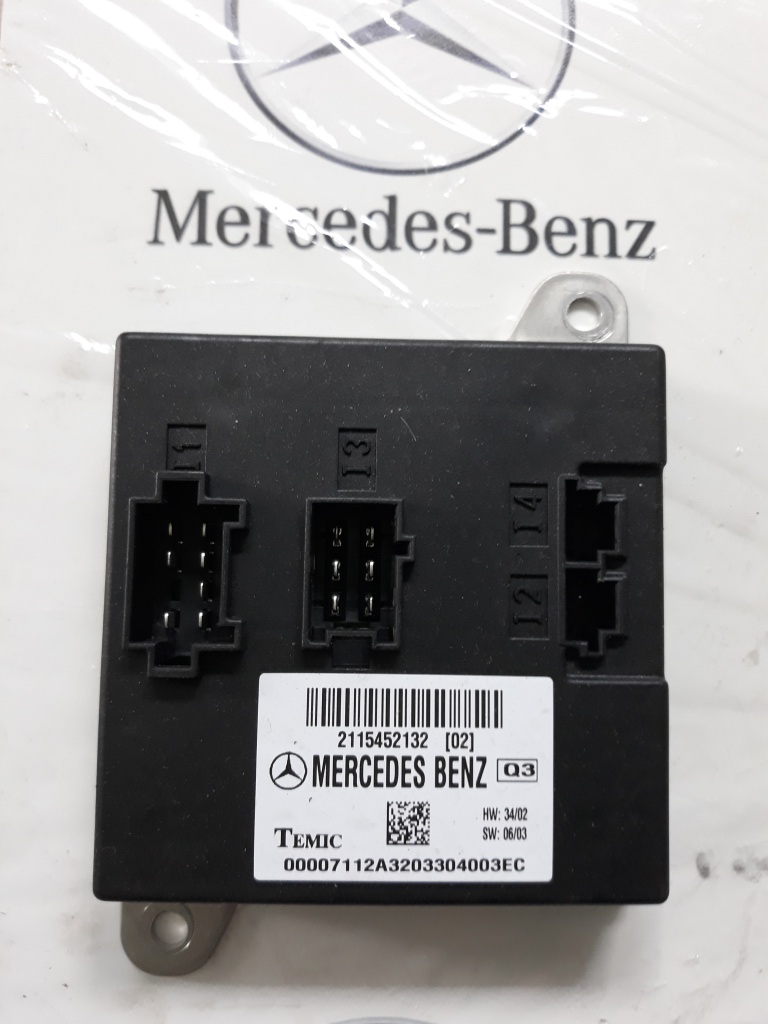 Mercedes-Benz
I1
I3
I4
I2
2115452132 [02]
MERCEDES BENZ Q3
HW: 34/02
SW: 06/03
TEMIC
00007112A3203304003EC